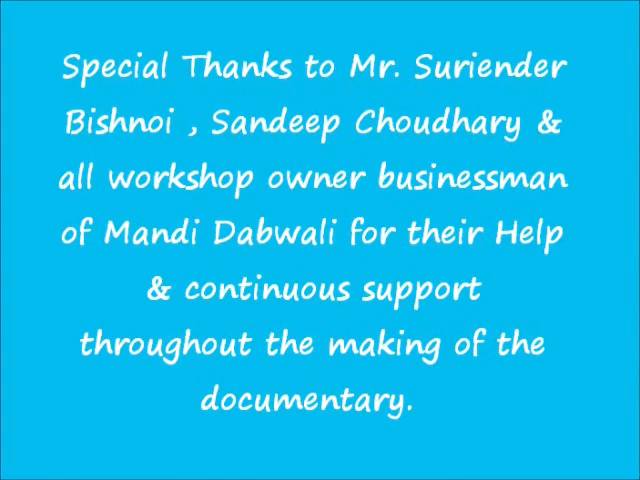 Special Thanks to Mr. Suriender
Bishnoi , Sandeep Choudhary &
all workshop owner businessman
of Mandi Dabwali for their Help
& continuous support
throughout the making of the
documentary.